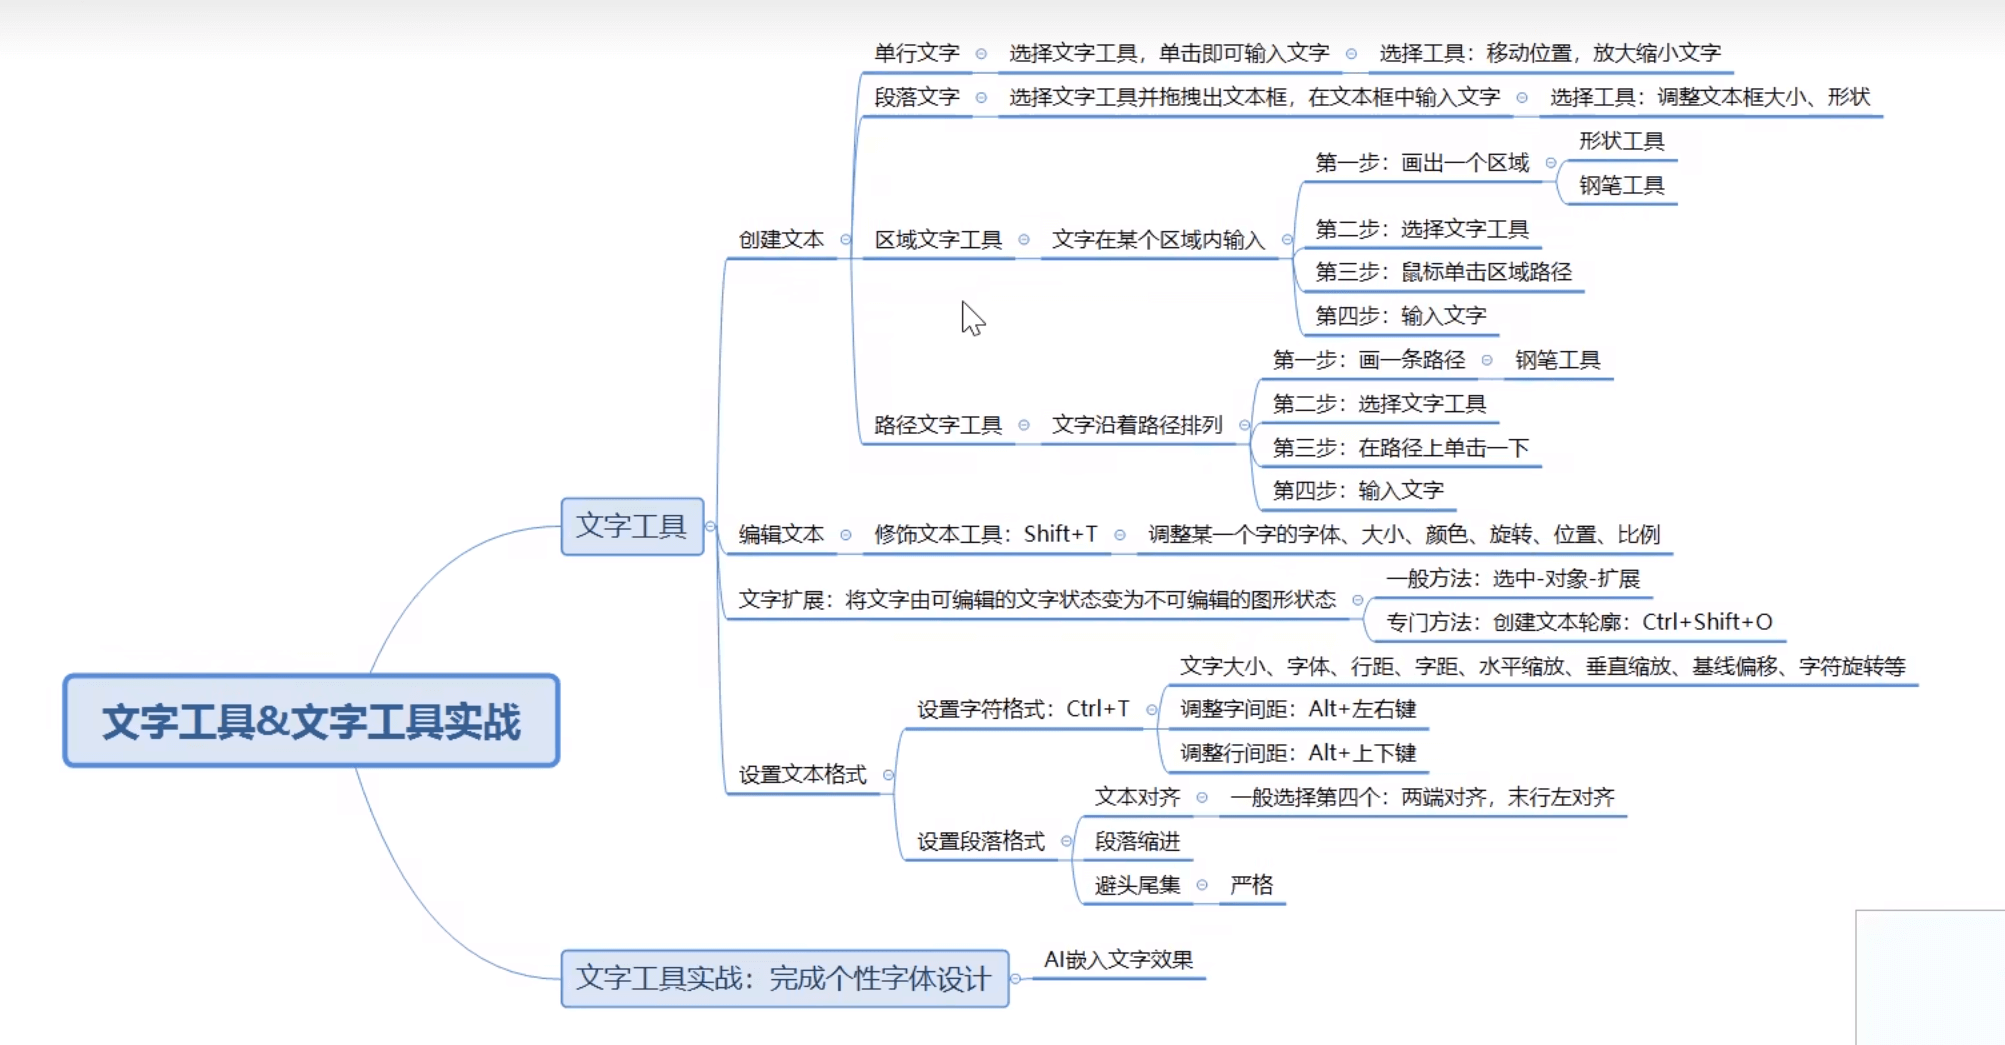 单行文字
选择文字工具，单击即可输入文字
选择工具：移动位置，放大缩小文字
段落文字
选择文字工具并拖拽出文本框，在文本框中输入文字
选择工具：调整文本框大小、形状
创建文本
区域文字工具
文字在某个区域内输入
第一步：画出一个区域
形状工具
钢笔工具
第二步：选择文字工具
第三步：鼠标单击区域路径
第四步：输入文字
路径文字工具
文字沿着路径排列
第一步：画一条路径
钢笔工具
第二步：选择文字工具
第三步：在路径上单击一下
第四步：输入文字
文字工具
编辑文本
修饰文本工具：Shift+T
调整某一个字的字体、大小、颜色、旋转、位置、比例
文字扩展：将文字由可编辑的文字状态变为不可编辑的图形状态
一般方法：选中-对象-扩展
专门方法：创建文本轮廓：Ctrl+Shift+O
设置文本格式
设置字符格式：Ctrl+T
文字大小、字体、行距、字距、水平缩放、垂直缩放、基线偏移、字符旋转等
调整字间距：Alt+左右键
调整行间距：Alt+上下键
设置段落格式
文本对齐
一般选择第四个：两端对齐，末行左对齐
段落缩进
避头尾集
严格
文字工具&文字工具实战
文字工具实战：完成个性字体设计
AI嵌入文字效果